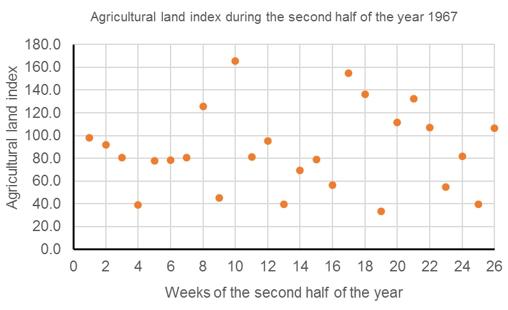 Agricultural land index during the second half of the year 1967
Agricultural land index
180.0
160.0
140.0
120.0
100.0
80.0
60.0
40.0
20.0
0.0
0 2 4 6 8 10 12 14 16 18 20 22 24 26
Weeks of the second half of the year